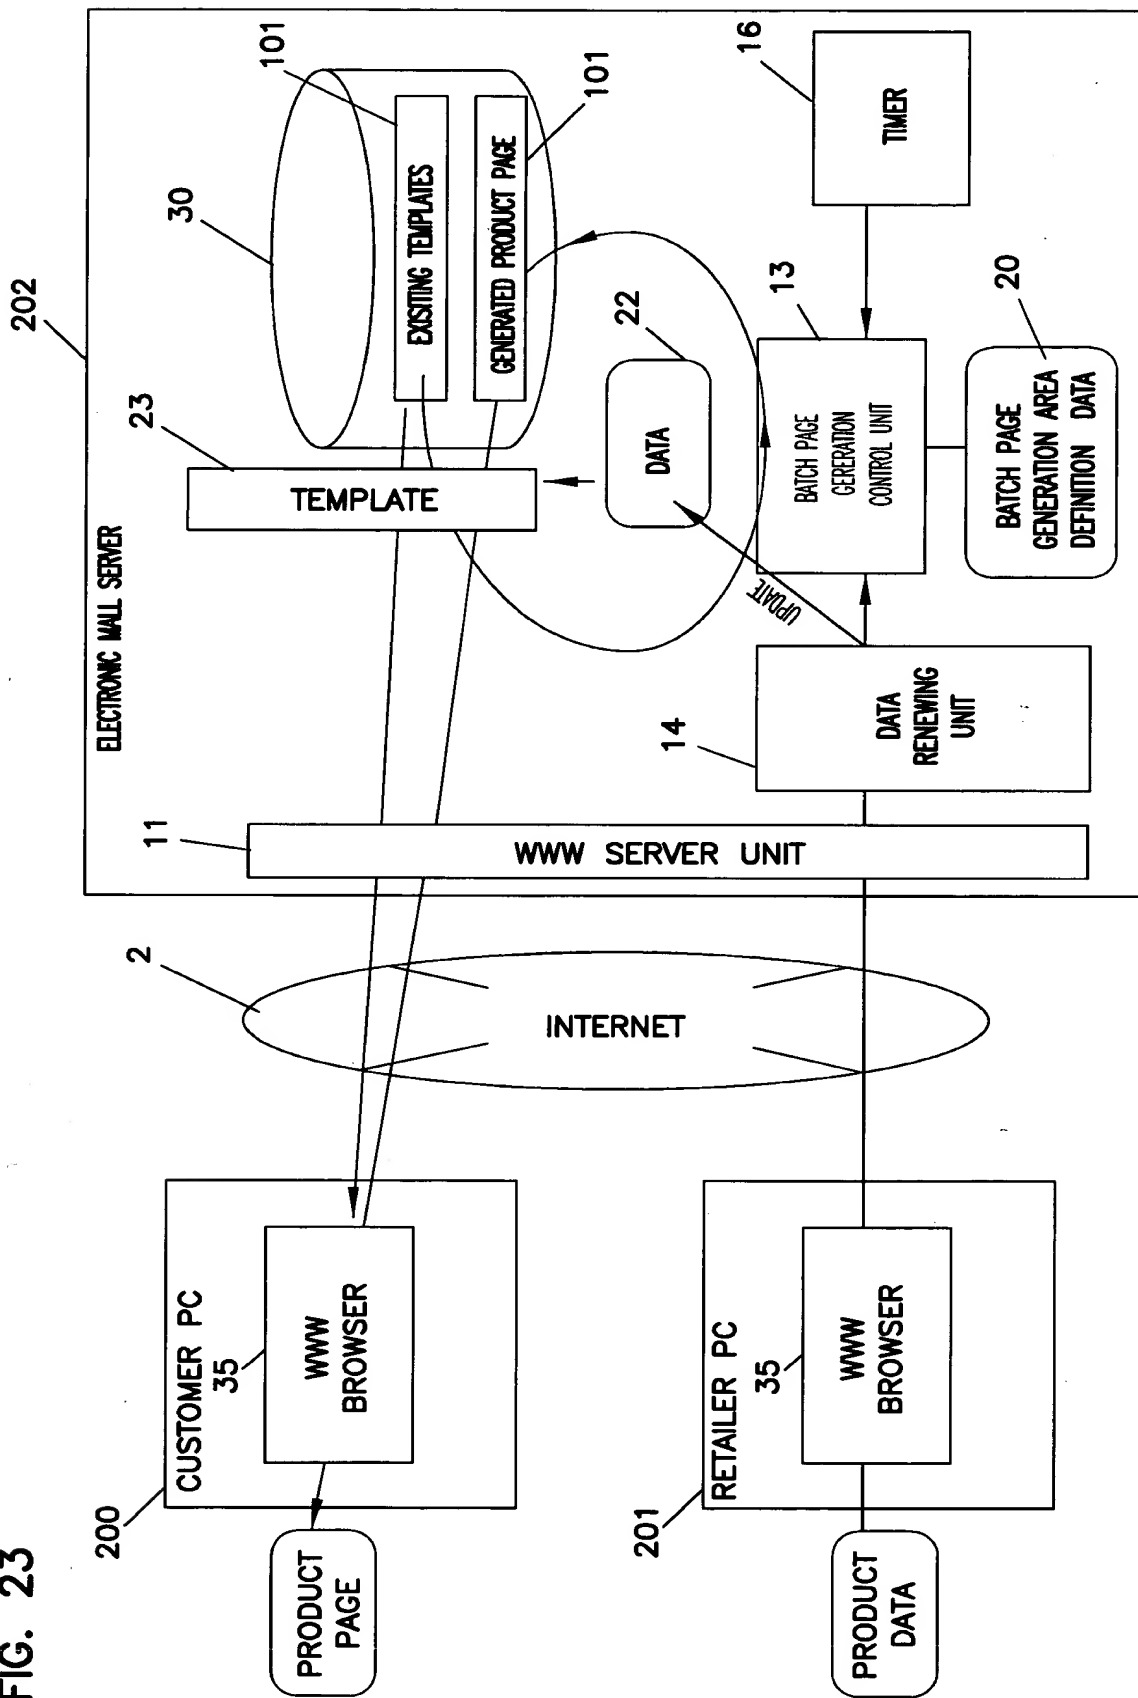 FIG. 23
202
ELECTRONIC MALL SERVER
30
101
EXISITING TEMPLATES
GENERATED PRODUCT PAGE
101
23
TEMPLATE
22
DATA
16
TIMER
13
BATCH PAGE
GERERATION
CONTROL UNIT
20
BATCH PAGE
GENERATION AREA
DEFINITION DATA
UPDATE
14
DATA
RENEWING
UNIT
11
WWW SERVER UNIT
2
INTERNET
200
CUSTOMER PC
35
WWW
BROWSER
PRODUCT
PAGE
201
RETAILER PC
35
WWW
BROWSER
PRODUCT
DATA